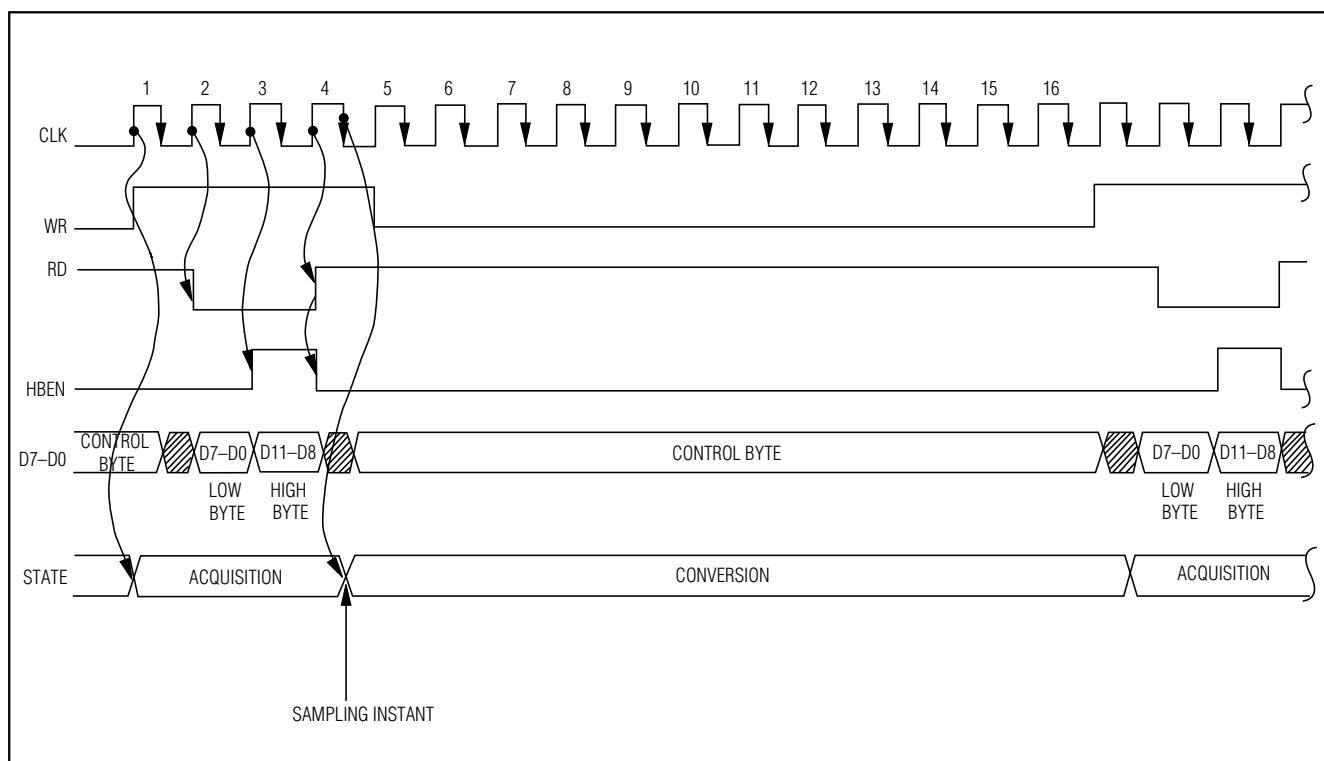 1 2 3 4 5 6 7 8 9 10 11 12 13 14 15 16
CLK
WR
RD
HBEN
D7–D0
CONTROL
BYTE
D7–D0
D11–D8
CONTROL BYTE
D7–D0
D11–D8
LOW
BYTE
HIGH
BYTE
LOW
BYTE
HIGH
BYTE
STATE
ACQUISITION
CONVERSION
ACQUISITION
SAMPLING INSTANT